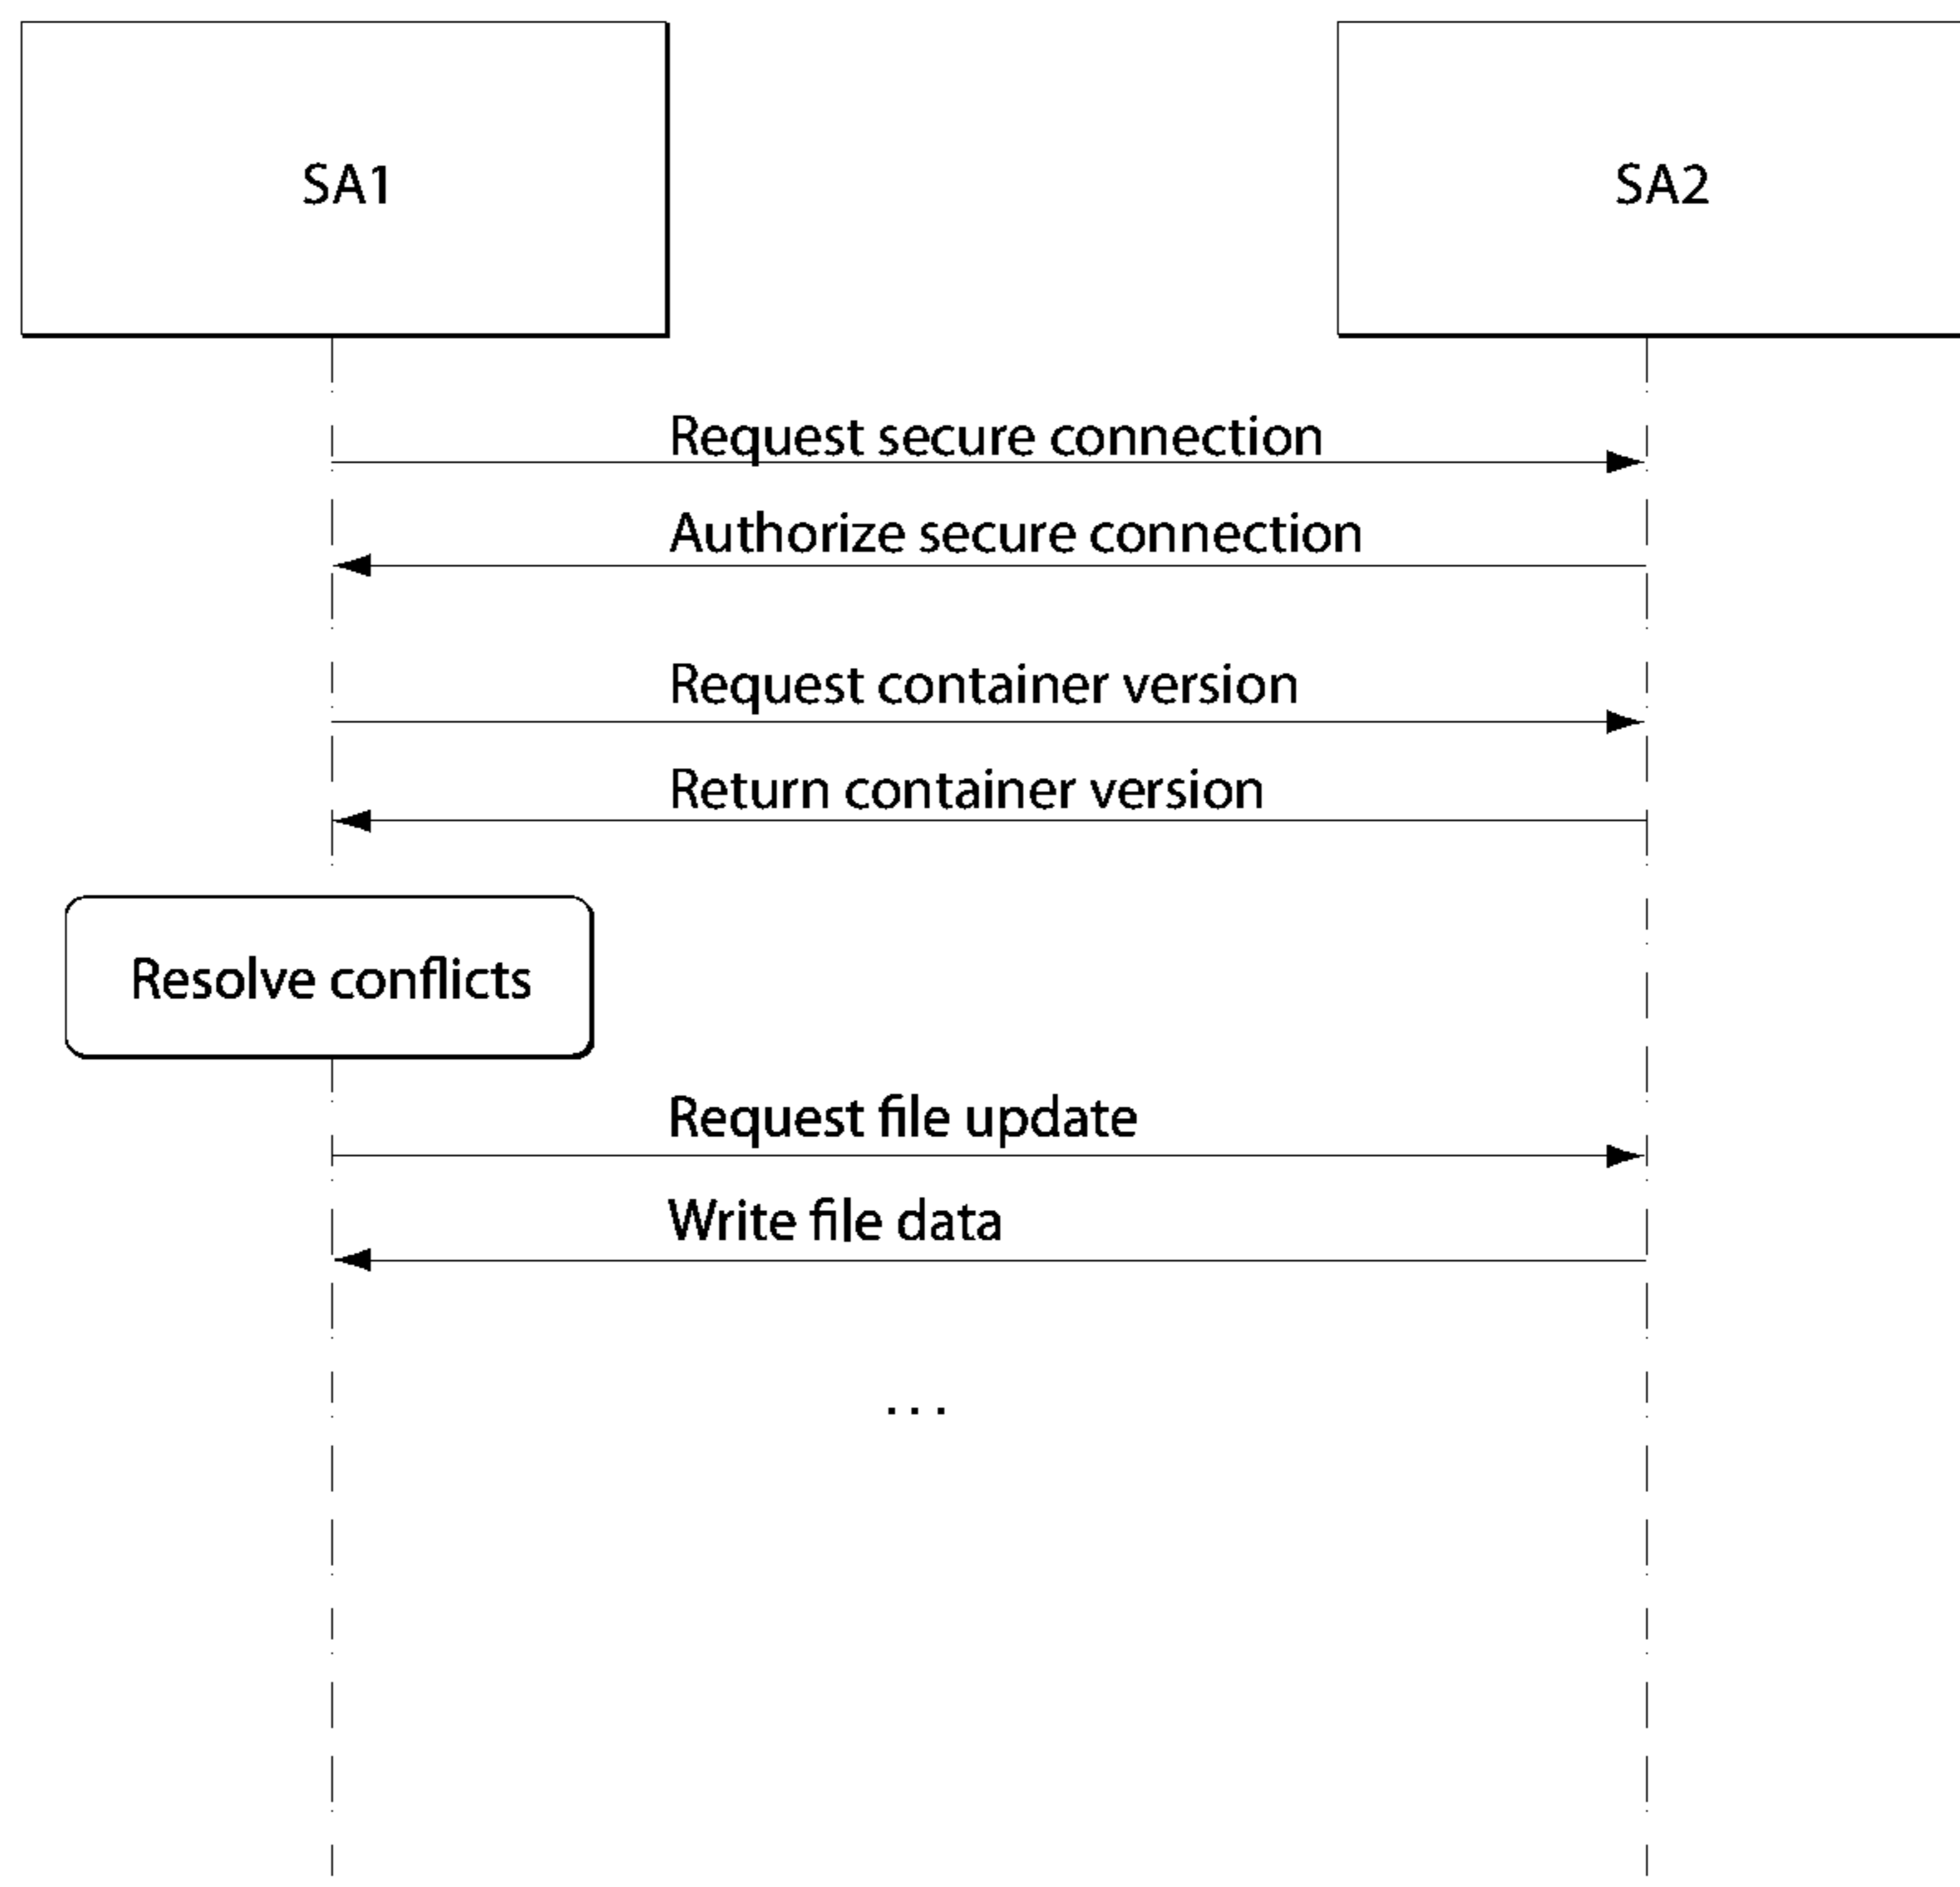 SA1
SA2
Request secure connection
Authorize secure connection
Request container version
Return container version
Resolve conflicts
Request file update
Write file data
...